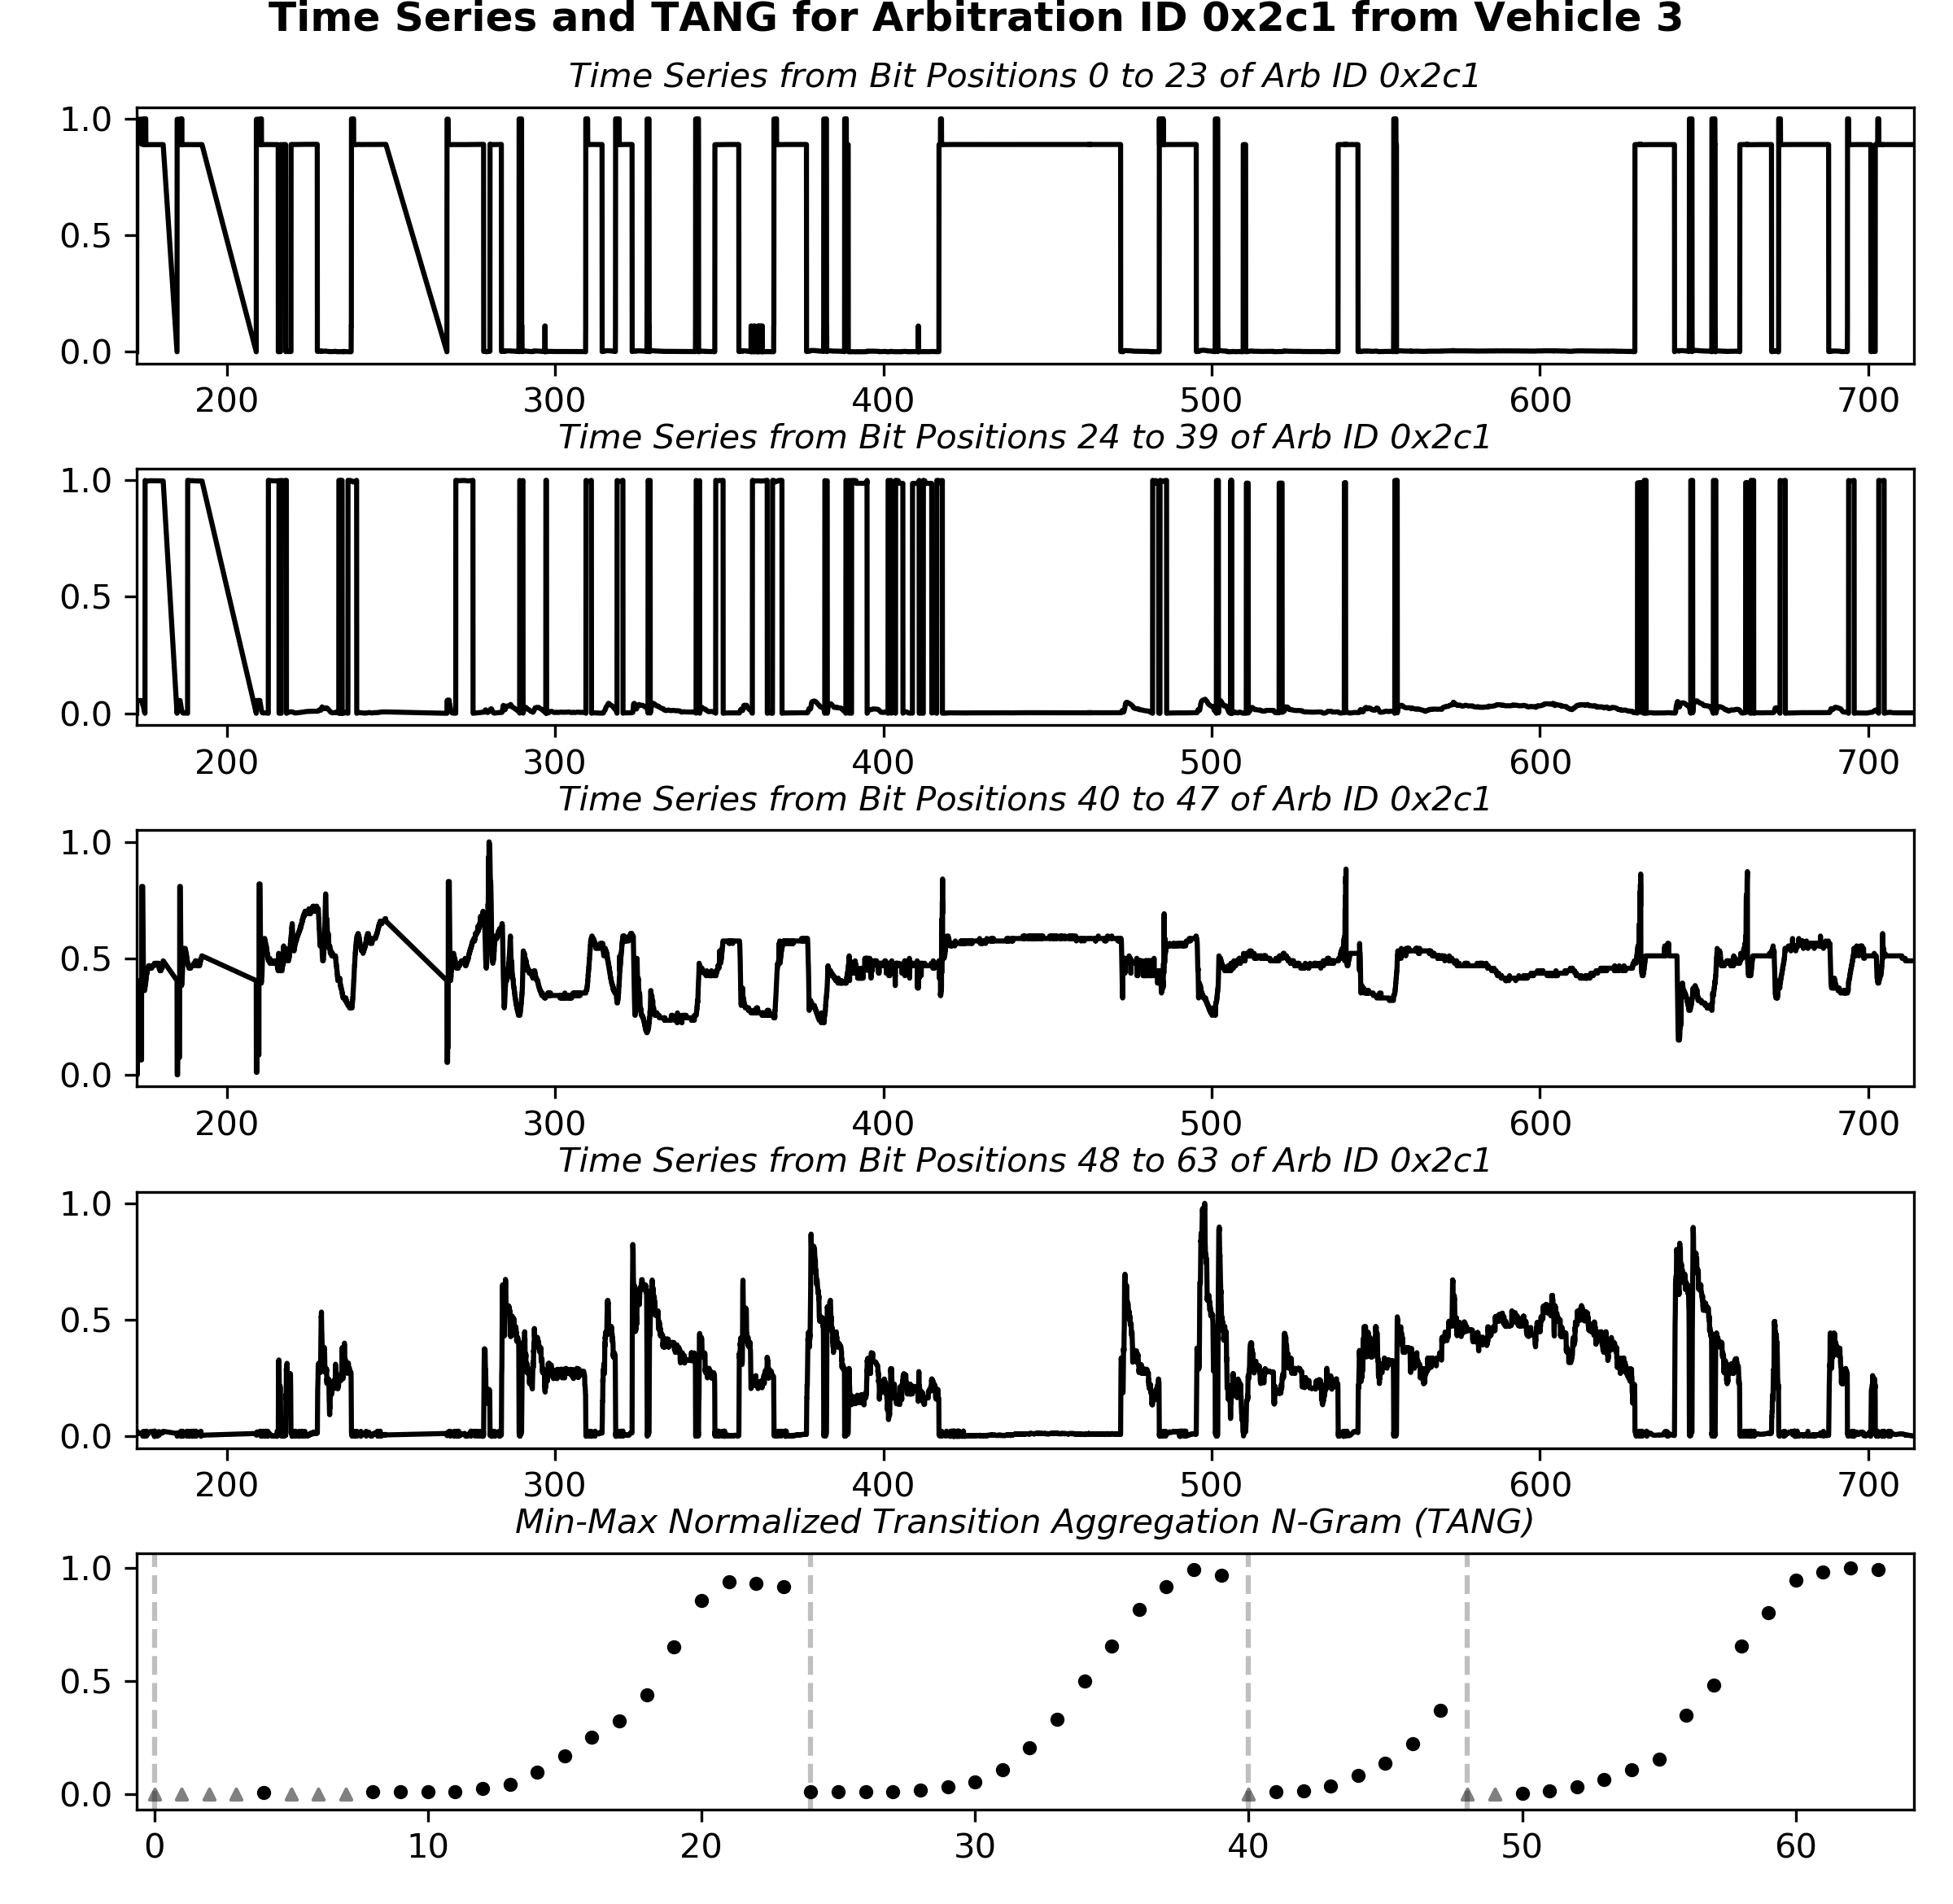 Time Series and TANG for Arbitration ID 0x2c1 from Vehicle 3
Time Series from Bit Positions 0 to 23 of Arb ID 0x2c1
1.0
0.5
0.0
200 300 400 500 600 700
Time Series from Bit Positions 24 to 39 of Arb ID 0x2c1
1.0
0.5
0.0
200 300 400 500 600 700
Time Series from Bit Positions 40 to 47 of Arb ID 0x2c1
1.0
0.5
0.0
200 300 400 500 600 700
Time Series from Bit Positions 48 to 63 of Arb ID 0x2c1
1.0
0.5
0.0
200 300 400 500 600 700
Min-Max Normalized Transition Aggregation N-Gram (TANG)
1.0
0.5
0.0
0 10 20 30 40 50 60